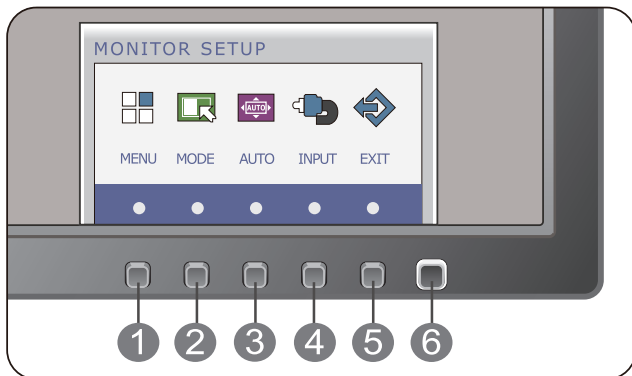 MONITOR SETUP
AUTO
MENU MODE AUTO INPUT EXIT
1 2 3 4 5 6